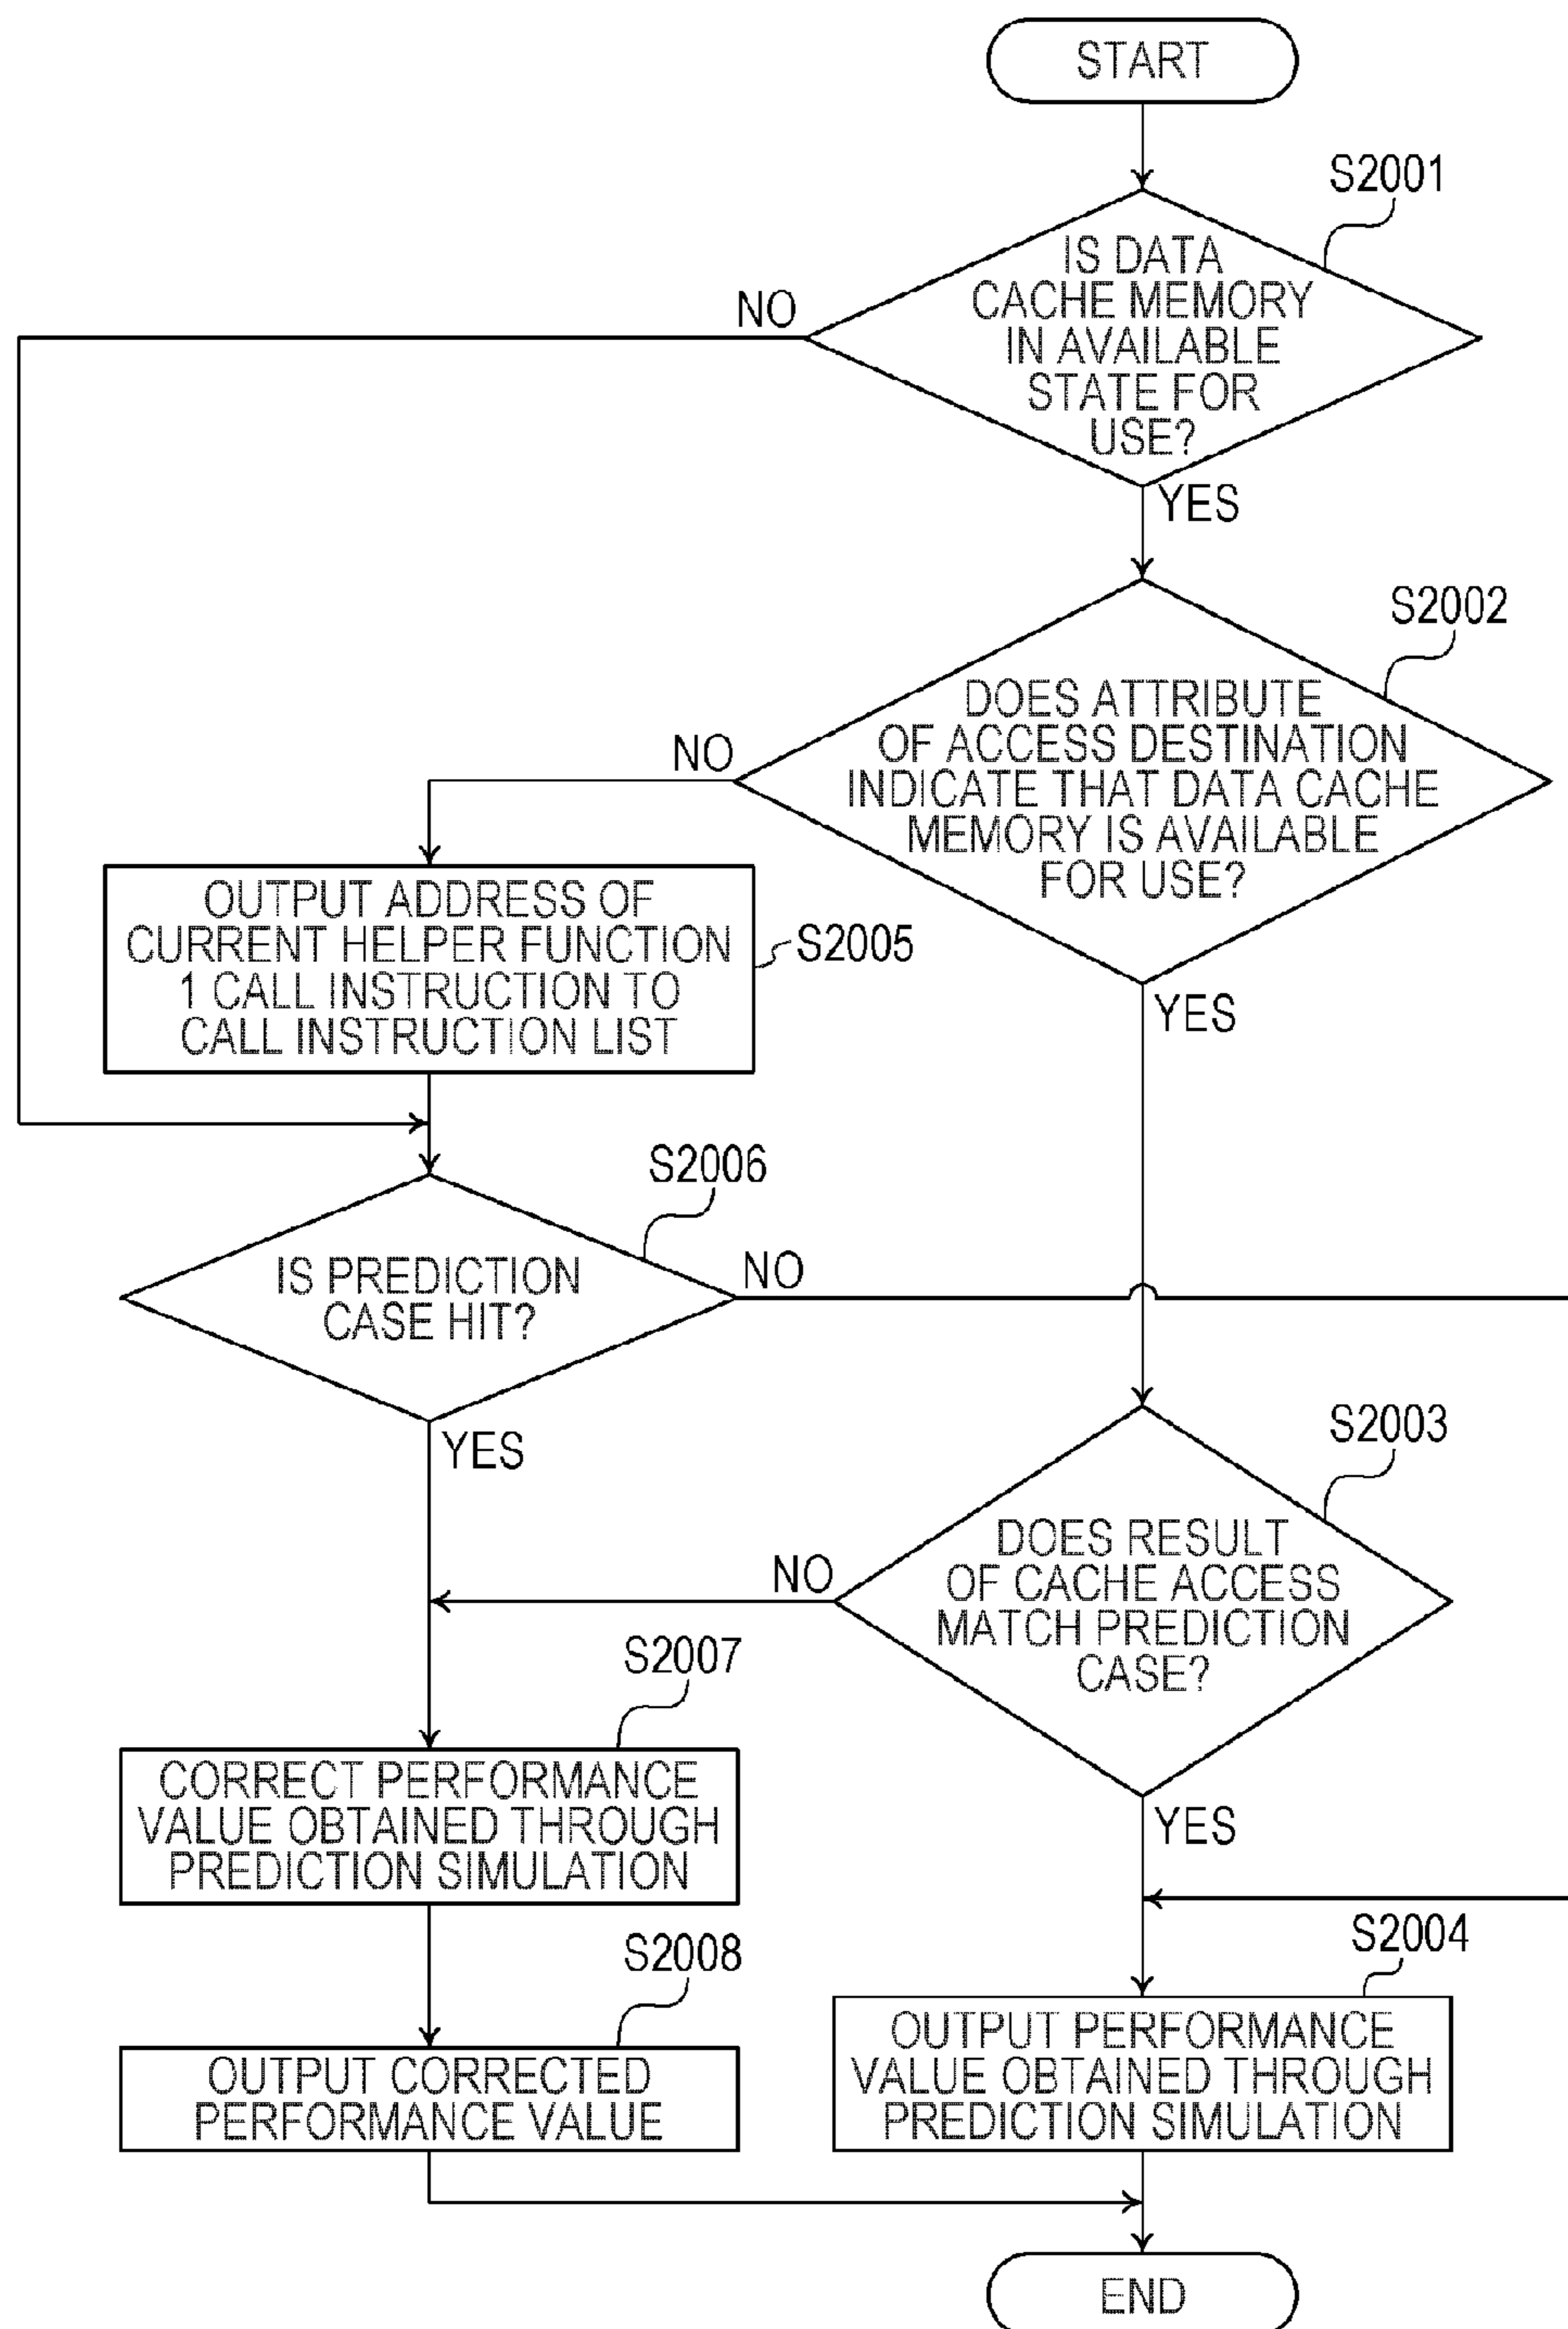 START
S2001
IS DATA
CACHE MEMORY
IN AVAILABLE
STATE FOR
USE?
NO
YES
S2002
DOES ATTRIBUTE
OF ACCESS DESTINATION
INDICATE THAT DATA CACHE
MEMORY IS AVAILABLE
FOR USE?
NO
YES
OUTPUT ADDRESS OF
CURRENT HELPER FUNCTION
1 CALL INSTRUCTION TO
CALL INSTRUCTION LIST
S2005
S2006
IS PREDICTION
CASE HIT?
NO
YES
S2003
DOES RESULT
OF CACHE ACCESS
MATCH PREDICTION
CASE?
NO
YES
S2007
CORRECT PERFORMANCE
VALUE OBTAINED THROUGH
PREDICTION SIMULATION
S2008
OUTPUT CORRECTED
PERFORMANCE VALUE
S2004
OUTPUT PERFORMANCE
VALUE OBTAINED THROUGH
PREDICTION SIMULATION
END